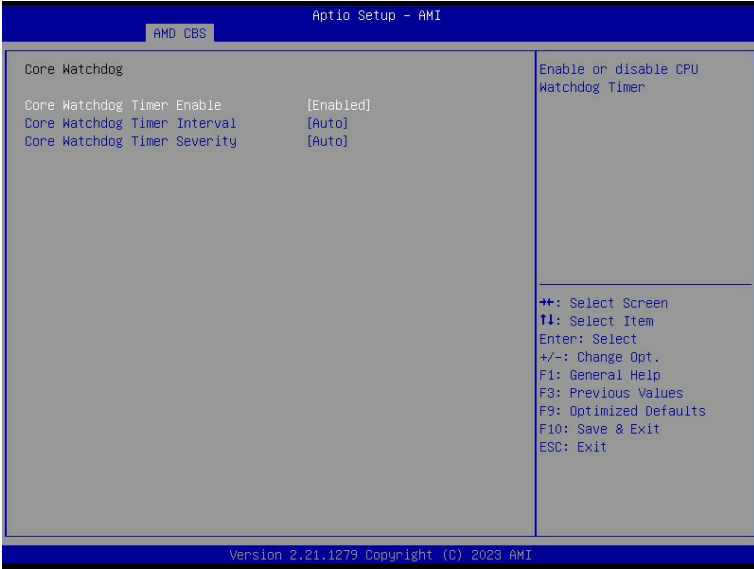 Aptio Setup – AMI
AMD CBS
Core Watchdog
Core Watchdog Timer Enable [Enabled]
Core Watchdog Timer Interval [Auto]
Core Watchdog Timer Severity [Auto]
Enable or disable CPU
Watchdog Timer
→←: Select Screen
↑↓: Select Item
Enter: Select
+/-: Change Opt.
F1: General Help
F3: Previous Values
F9: Optimized Defaults
F10: Save & Exit
ESC: Exit
Version 2.21.1279 Copyright (C) 2023 AMI